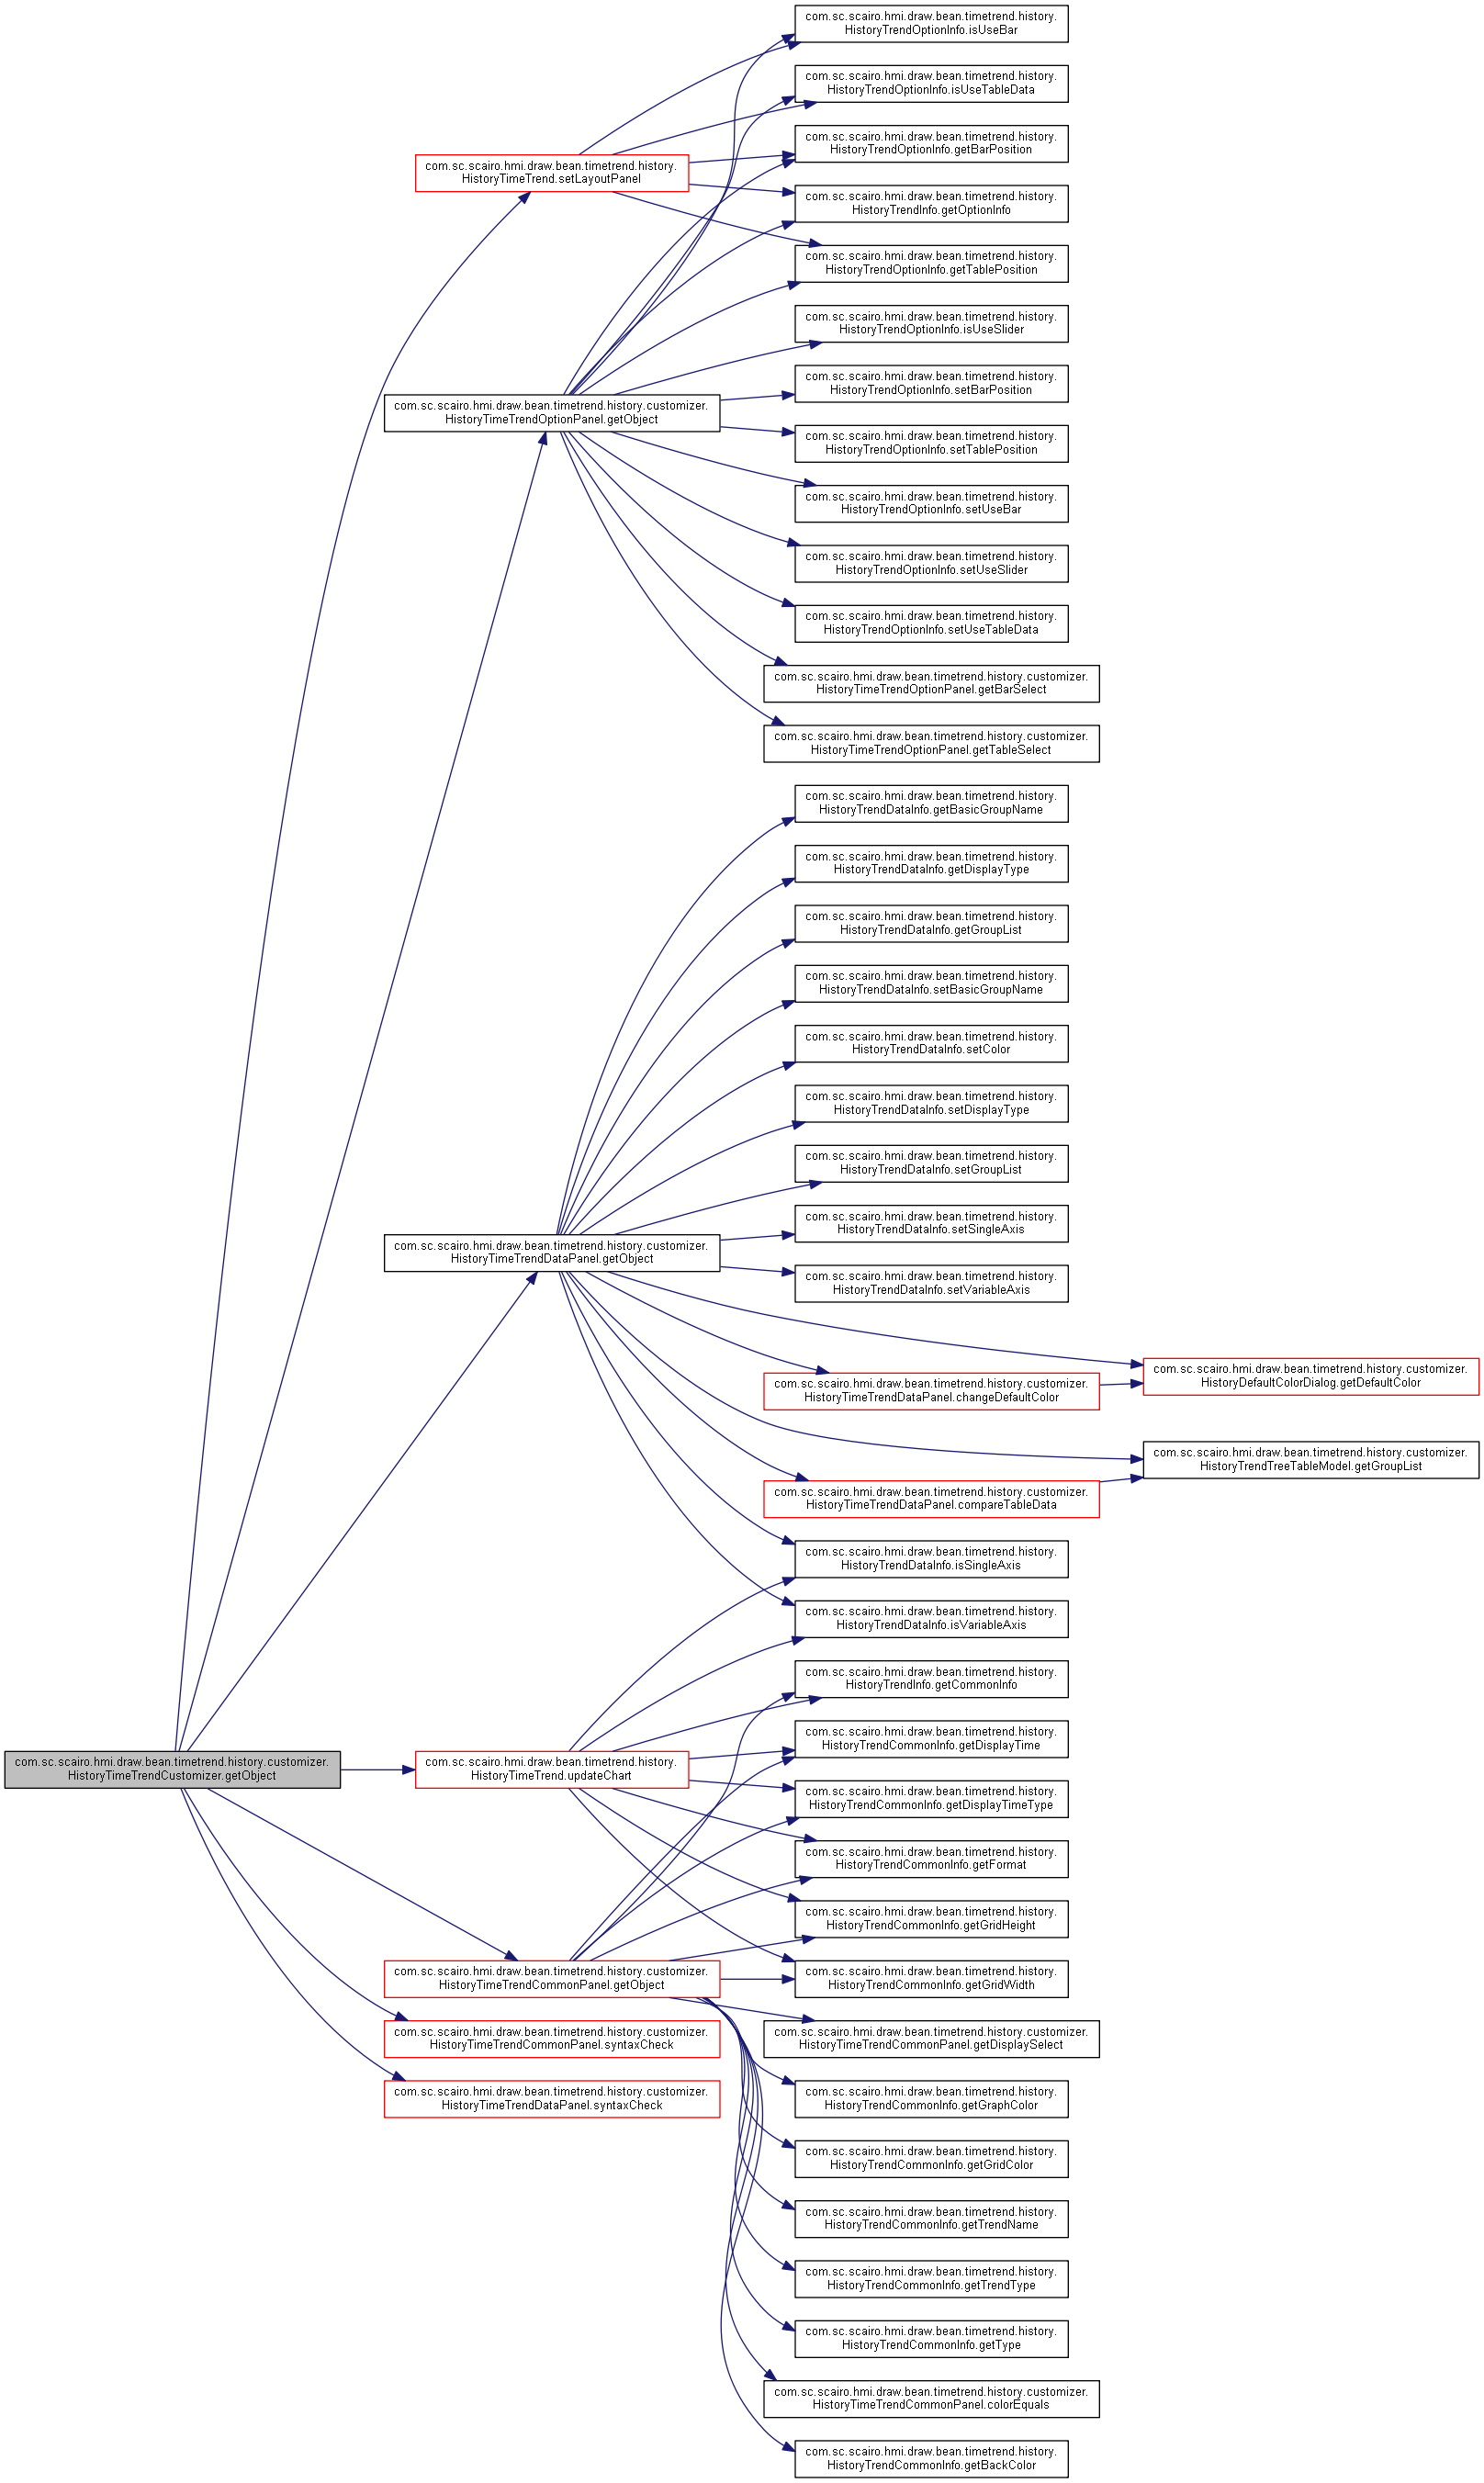 com.sc.scairo.hmi.draw.bean.timetrend.history.
HistoryTrendOptionInfo.isUseBar
com.sc.scairo.hmi.draw.bean.timetrend.history.
HistoryTrendOptionInfo.isUseTableData
com.sc.scairo.hmi.draw.bean.timetrend.history.
HistoryTrendOptionInfo.getBarPosition
com.sc.scairo.hmi.draw.bean.timetrend.history.
HistoryTimeTrend.setLayoutPanel
com.sc.scairo.hmi.draw.bean.timetrend.history.
HistoryTrendInfo.getOptionInfo
com.sc.scairo.hmi.draw.bean.timetrend.history.
HistoryTrendOptionInfo.getTablePosition
com.sc.scairo.hmi.draw.bean.timetrend.history.
HistoryTrendOptionInfo.isUseSlider
com.sc.scairo.hmi.draw.bean.timetrend.history.
HistoryTrendOptionInfo.setBarPosition
com.sc.scairo.hmi.draw.bean.timetrend.history.customizer.
HistoryTimeTrendOptionPanel.getObject
com.sc.scairo.hmi.draw.bean.timetrend.history.
HistoryTrendOptionInfo.setTablePosition
com.sc.scairo.hmi.draw.bean.timetrend.history.
HistoryTrendOptionInfo.setUseBar
com.sc.scairo.hmi.draw.bean.timetrend.history.
HistoryTrendOptionInfo.setUseSlider
com.sc.scairo.hmi.draw.bean.timetrend.history.
HistoryTrendOptionInfo.setUseTableData
com.sc.scairo.hmi.draw.bean.timetrend.history.customizer.
HistoryTimeTrendOptionPanel.getBarSelect
com.sc.scairo.hmi.draw.bean.timetrend.history.customizer.
HistoryTimeTrendOptionPanel.getTableSelect
com.sc.scairo.hmi.draw.bean.timetrend.history.
HistoryTrendDataInfo.getBasicGroupName
com.sc.scairo.hmi.draw.bean.timetrend.history.
HistoryTrendDataInfo.getDisplayType
com.sc.scairo.hmi.draw.bean.timetrend.history.
HistoryTrendDataInfo.getGroupList
com.sc.scairo.hmi.draw.bean.timetrend.history.
HistoryTrendDataInfo.setBasicGroupName
com.sc.scairo.hmi.draw.bean.timetrend.history.
HistoryTrendDataInfo.setColor
com.sc.scairo.hmi.draw.bean.timetrend.history.
HistoryTrendDataInfo.setDisplayType
com.sc.scairo.hmi.draw.bean.timetrend.history.
HistoryTrendDataInfo.setGroupList
com.sc.scairo.hmi.draw.bean.timetrend.history.
HistoryTrendDataInfo.setSingleAxis
com.sc.scairo.hmi.draw.bean.timetrend.history.customizer.
HistoryTimeTrendDataPanel.getObject
com.sc.scairo.hmi.draw.bean.timetrend.history.
HistoryTrendDataInfo.setVariableAxis
com.sc.scairo.hmi.draw.bean.timetrend.history.customizer.
HistoryDefaultColorDialog.getDefaultColor
com.sc.scairo.hmi.draw.bean.timetrend.history.customizer.
HistoryTimeTrendDataPanel.changeDefaultColor
com.sc.scairo.hmi.draw.bean.timetrend.history.customizer.
HistoryTrendTreeTableModel.getGroupList
com.sc.scairo.hmi.draw.bean.timetrend.history.customizer.
HistoryTimeTrendDataPanel.compareTableData
com.sc.scairo.hmi.draw.bean.timetrend.history.
HistoryTrendDataInfo.isSingleAxis
com.sc.scairo.hmi.draw.bean.timetrend.history.
HistoryTrendDataInfo.isVariableAxis
com.sc.scairo.hmi.draw.bean.timetrend.history.
HistoryTrendInfo.getCommonInfo
com.sc.scairo.hmi.draw.bean.timetrend.history.
HistoryTrendCommonInfo.getDisplayTime
com.sc.scairo.hmi.draw.bean.timetrend.history.customizer.
HistoryTimeTrendCustomizer.getObject
com.sc.scairo.hmi.draw.bean.timetrend.history.
HistoryTimeTrend.updateChart
com.sc.scairo.hmi.draw.bean.timetrend.history.
HistoryTrendCommonInfo.getDisplayTimeType
com.sc.scairo.hmi.draw.bean.timetrend.history.
HistoryTrendCommonInfo.getFormat
com.sc.scairo.hmi.draw.bean.timetrend.history.
HistoryTrendCommonInfo.getGridHeight
com.sc.scairo.hmi.draw.bean.timetrend.history.customizer.
HistoryTimeTrendCommonPanel.getObject
com.sc.scairo.hmi.draw.bean.timetrend.history.
HistoryTrendCommonInfo.getGridWidth
com.sc.scairo.hmi.draw.bean.timetrend.history.customizer.
HistoryTimeTrendCommonPanel.syntaxCheck
com.sc.scairo.hmi.draw.bean.timetrend.history.customizer.
HistoryTimeTrendCommonPanel.getDisplaySelect
com.sc.scairo.hmi.draw.bean.timetrend.history.customizer.
HistoryTimeTrendDataPanel.syntaxCheck
com.sc.scairo.hmi.draw.bean.timetrend.history.
HistoryTrendCommonInfo.getGraphColor
com.sc.scairo.hmi.draw.bean.timetrend.history.
HistoryTrendCommonInfo.getGridColor
com.sc.scairo.hmi.draw.bean.timetrend.history.
HistoryTrendCommonInfo.getTrendName
com.sc.scairo.hmi.draw.bean.timetrend.history.
HistoryTrendCommonInfo.getTrendType
com.sc.scairo.hmi.draw.bean.timetrend.history.
HistoryTrendCommonInfo.getType
com.sc.scairo.hmi.draw.bean.timetrend.history.customizer.
HistoryTimeTrendCommonPanel.colorEquals
com.sc.scairo.hmi.draw.bean.timetrend.history.
HistoryTrendCommonInfo.getBackColor